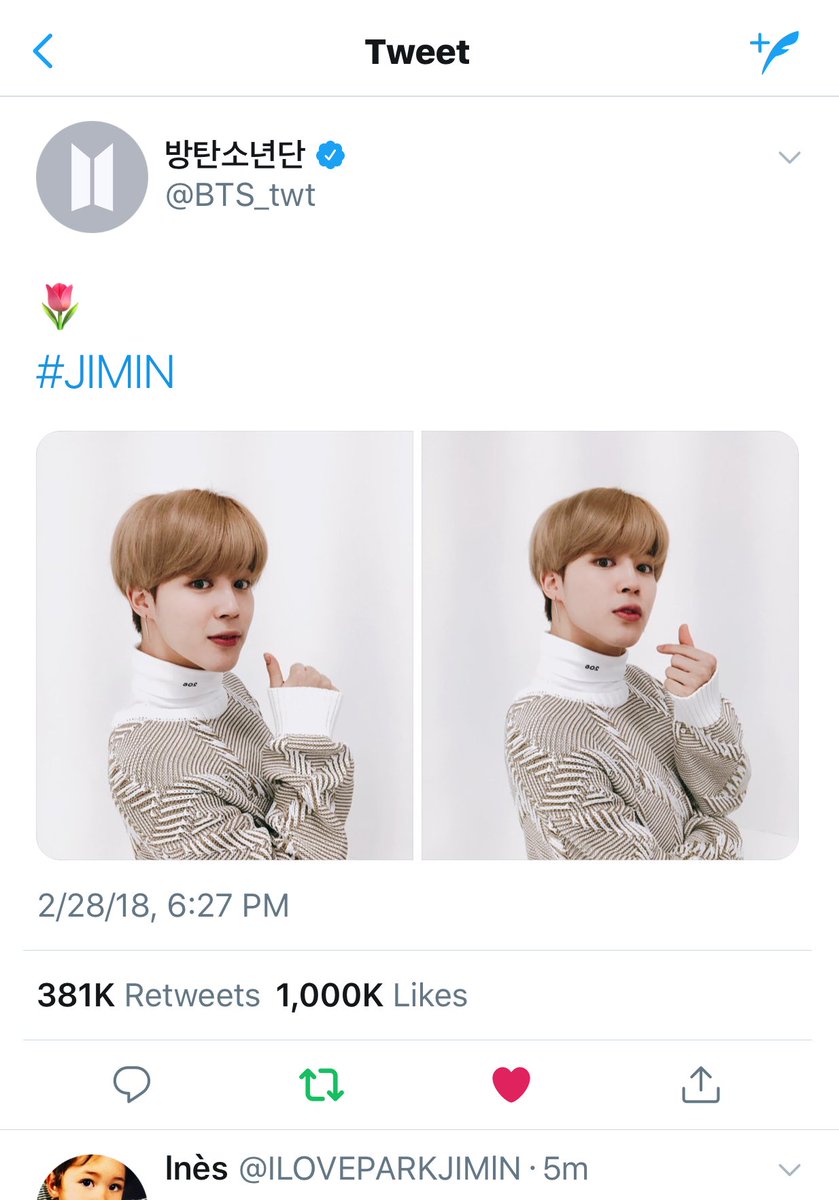 Tweet
방탄소년단
@BTS_twt
🌷
#JIMIN
2/28/18, 6:27 PM
381K Retweets 1,000K Likes
Inès @ILOVEPARKJIMIN · 5m